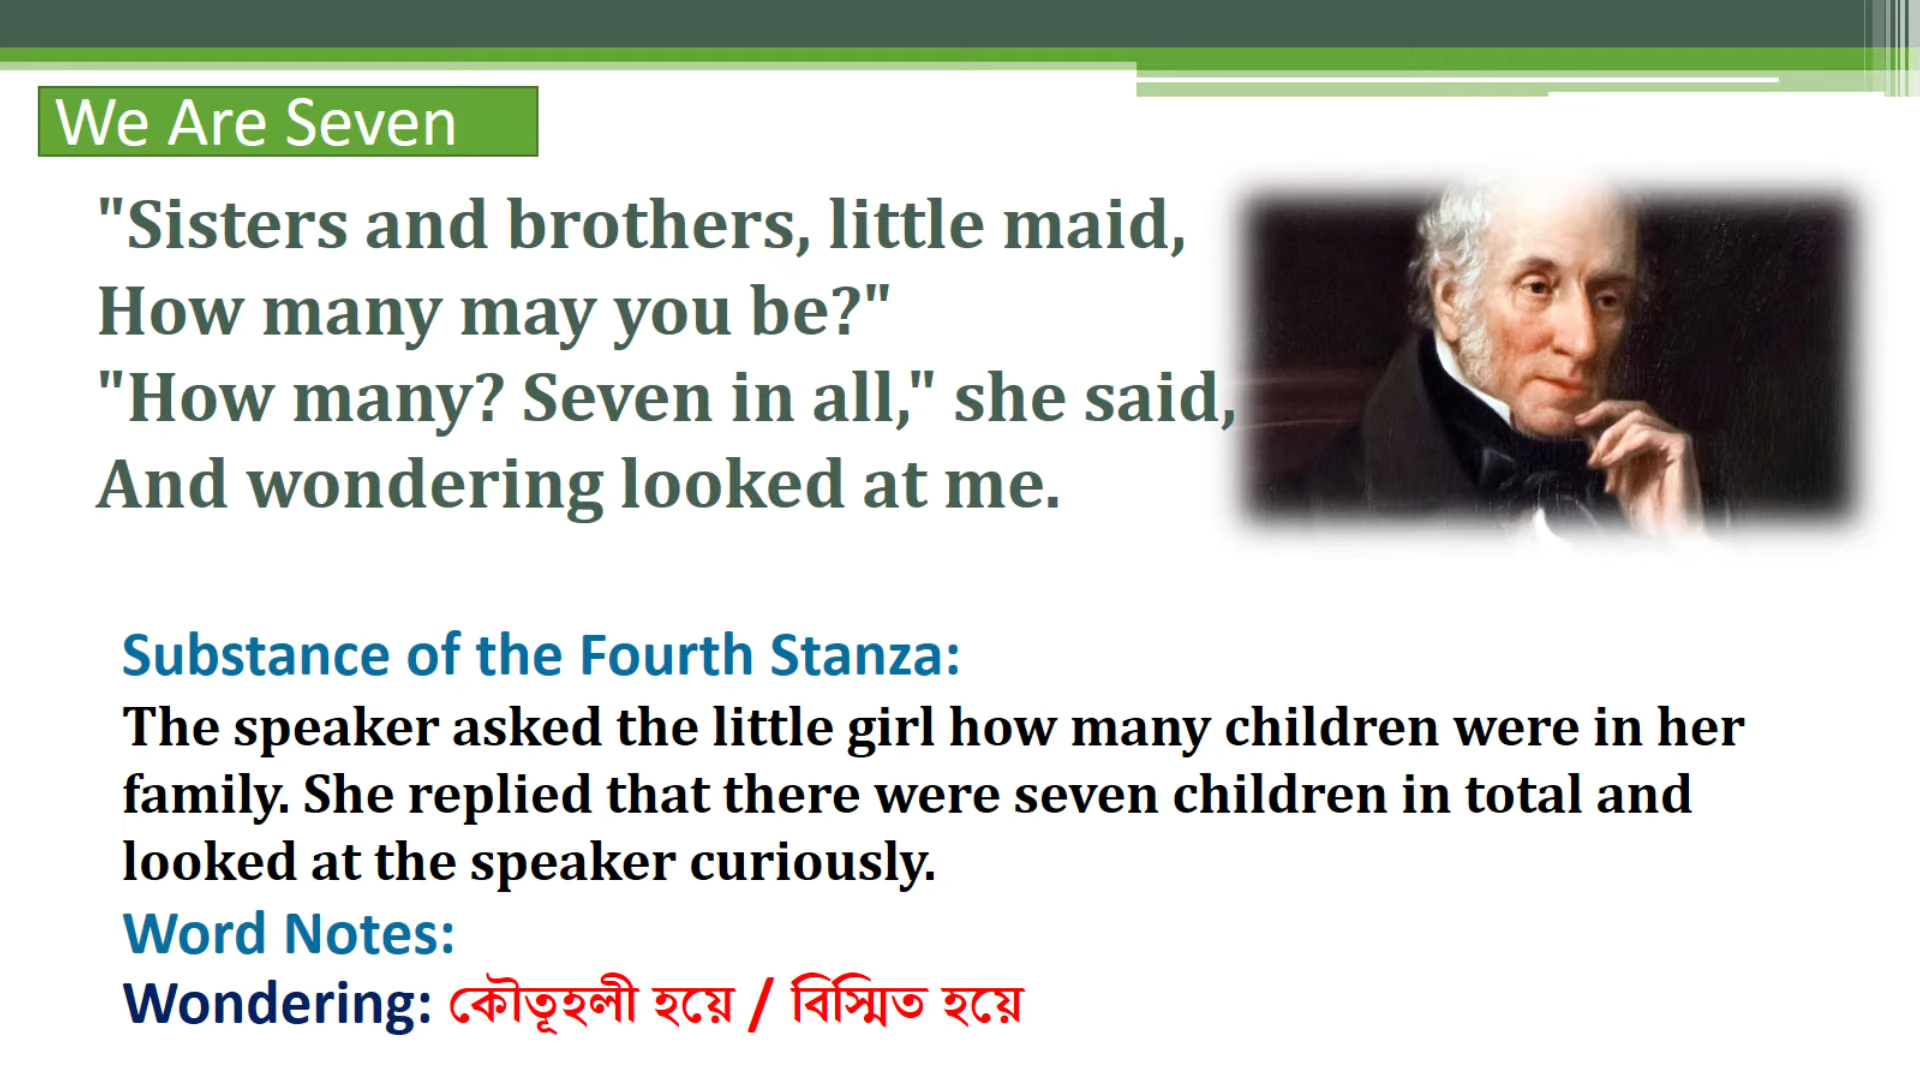 We Are Seven
"Sisters and brothers, little maid,
How many may you be?"
"How many? Seven in all," she said,
And wondering looked at me.
Substance of the Fourth Stanza:
The speaker asked the little girl how many children were in her
family. She replied that there were seven children in total and
looked at the speaker curiously.
Word Notes:
Wondering: কৌতূহলী হয়ে / বিস্মিত হয়ে